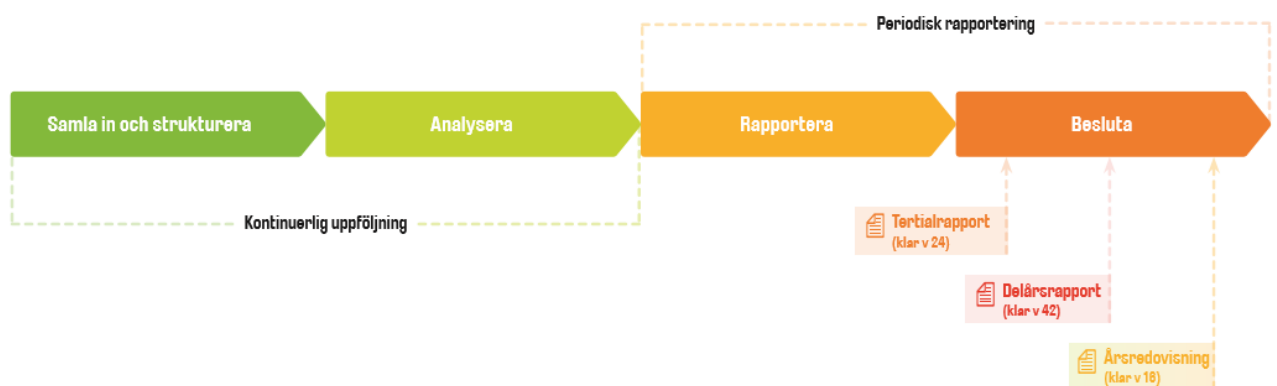 Periodisk rapportering
Samla in och strukturera
Analysera
Rapportera
Besluta
Kontinuerlig uppföljning
Tertialrapport
(klar v 24)
Delårsrapport
(klar v 42)
Årsredovisning
(klar v 16)